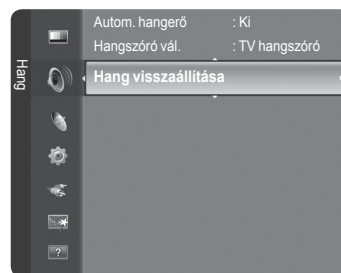 Autom. hangerő : Ki
Hangszóró vál. : TV hangszóró
Hang visszaállítása
Hang
?